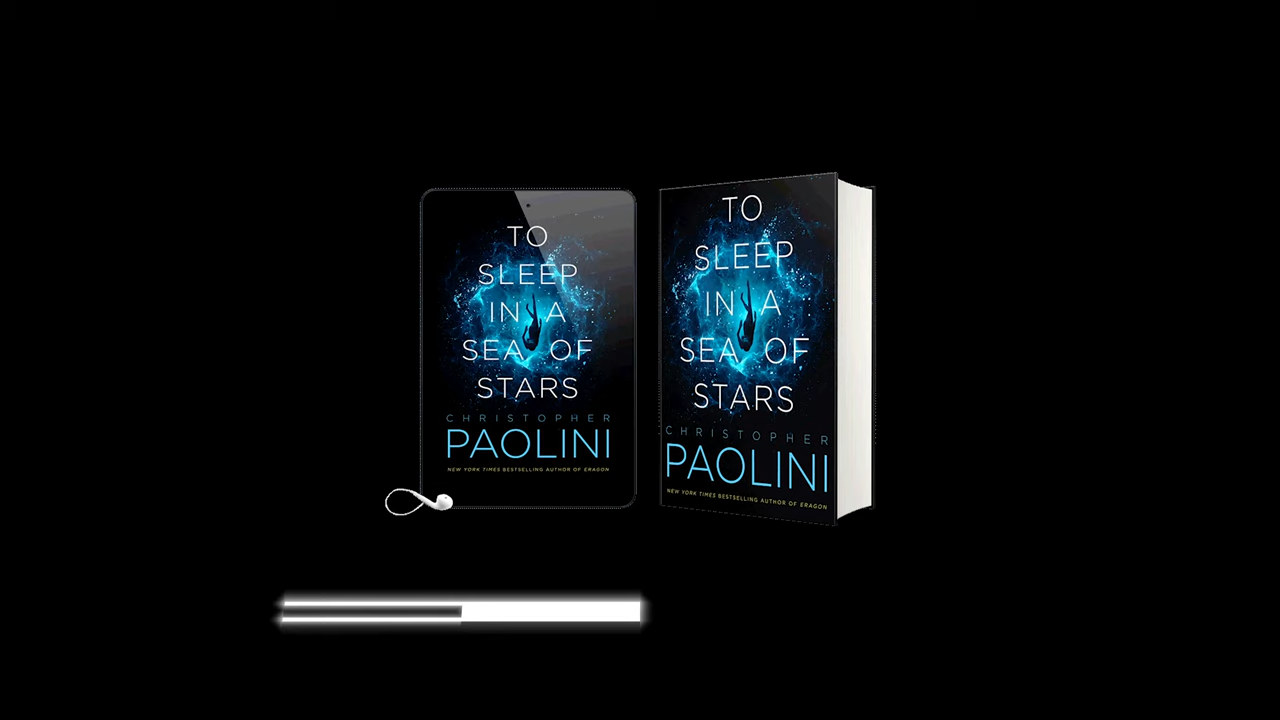 TO
SLEEP
IN A
SEA OF
STARS
CHRISTOPHER
PAOLINI
NEW YORK TIMES BESTSELLING AUTHOR OF ERAGON
TO
SLEEP
IN A
SEA OF
STARS
CHRISTOPHER
PAOLINI
NEW YORK TIMES BESTSELLING AUTHOR OF ERAGON